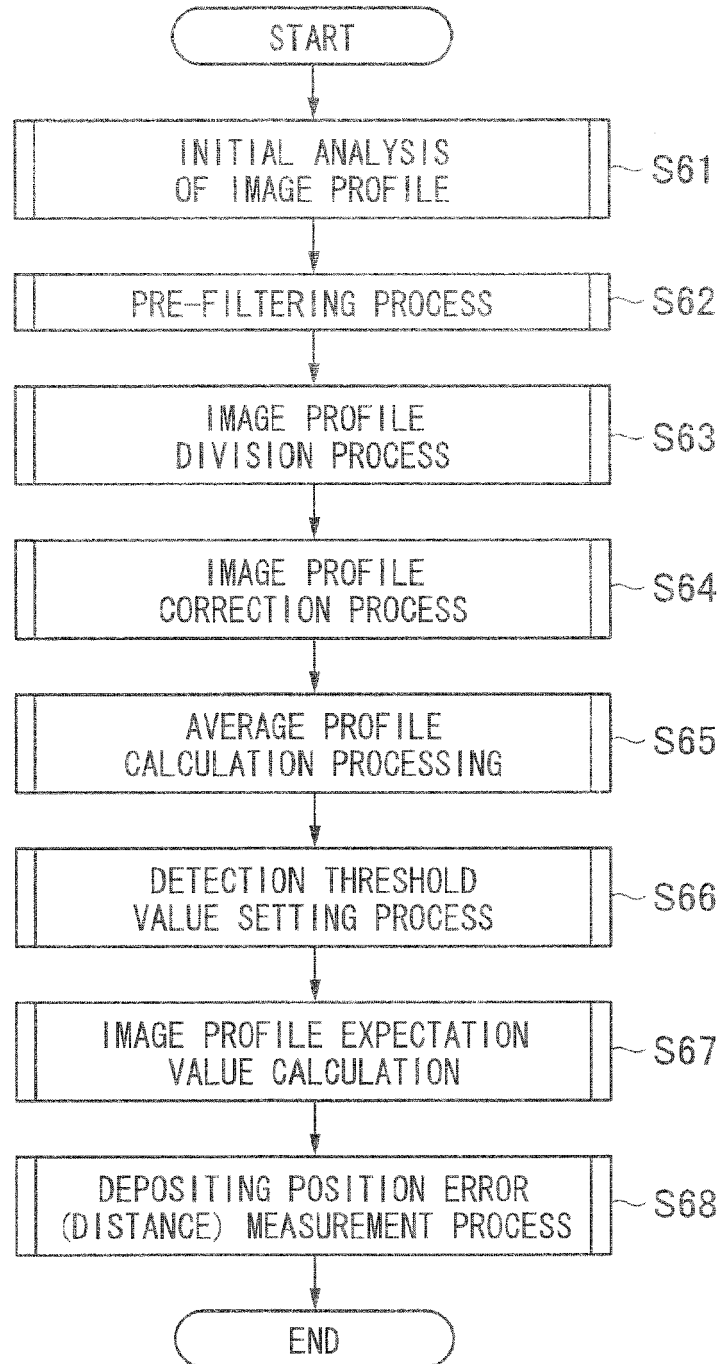 START
INITIAL ANALYSIS
OF IMAGE PROFILE
S61
PRE-FILTERING PROCESS
S62
IMAGE PROFILE
DIVISION PROCESS
S63
IMAGE PROFILE
CORRECTION PROCESS
S64
AVERAGE PROFILE
CALCULATION PROCESSING
S65
DETECTION THRESHOLD
VALUE SETTING PROCESS
S66
IMAGE PROFILE EXPECTATION
VALUE CALCULATION
S67
DEPOSITING POSITION ERROR
(DISTANCE) MEASUREMENT PROCESS
S68
END